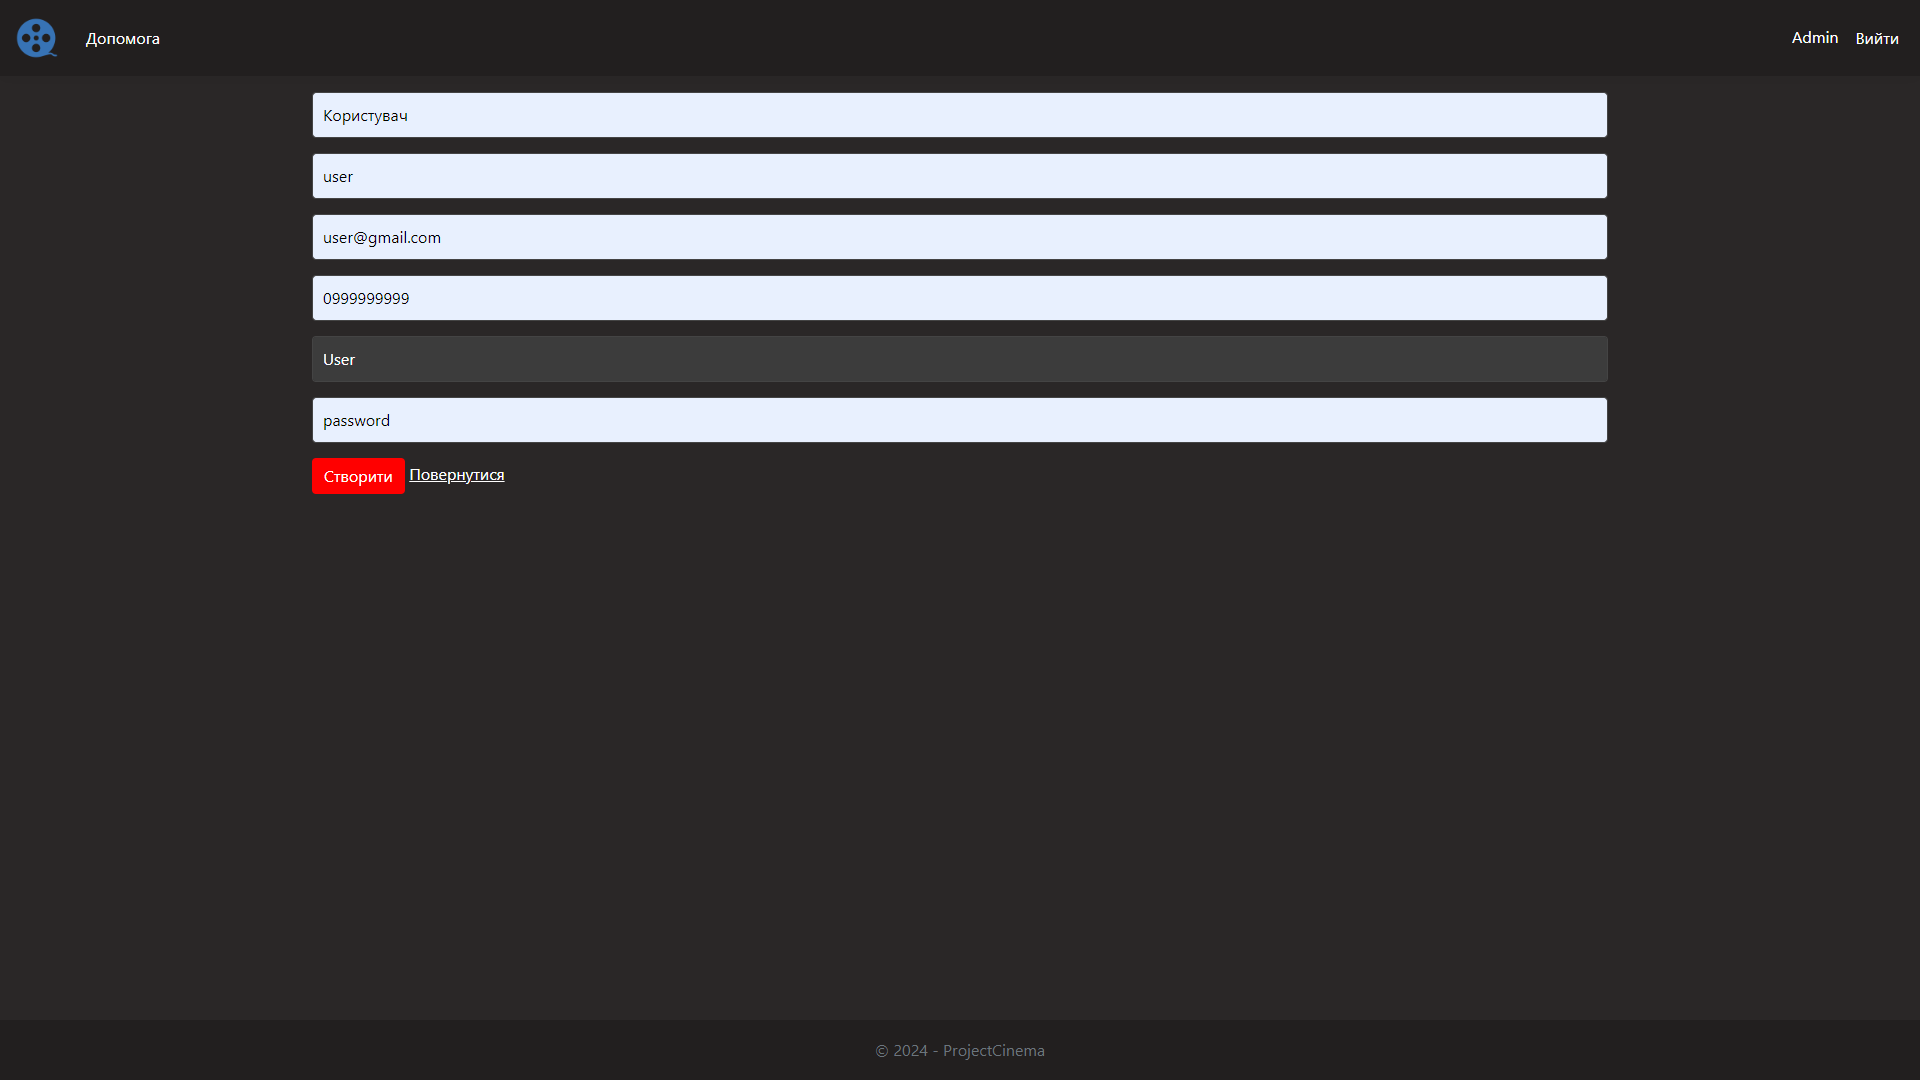 Допомога
Admin Вийти
Користувач
user
user@gmail.com
0999999999
User
password
Створити Повернутися
© 2024 - ProjectCinema